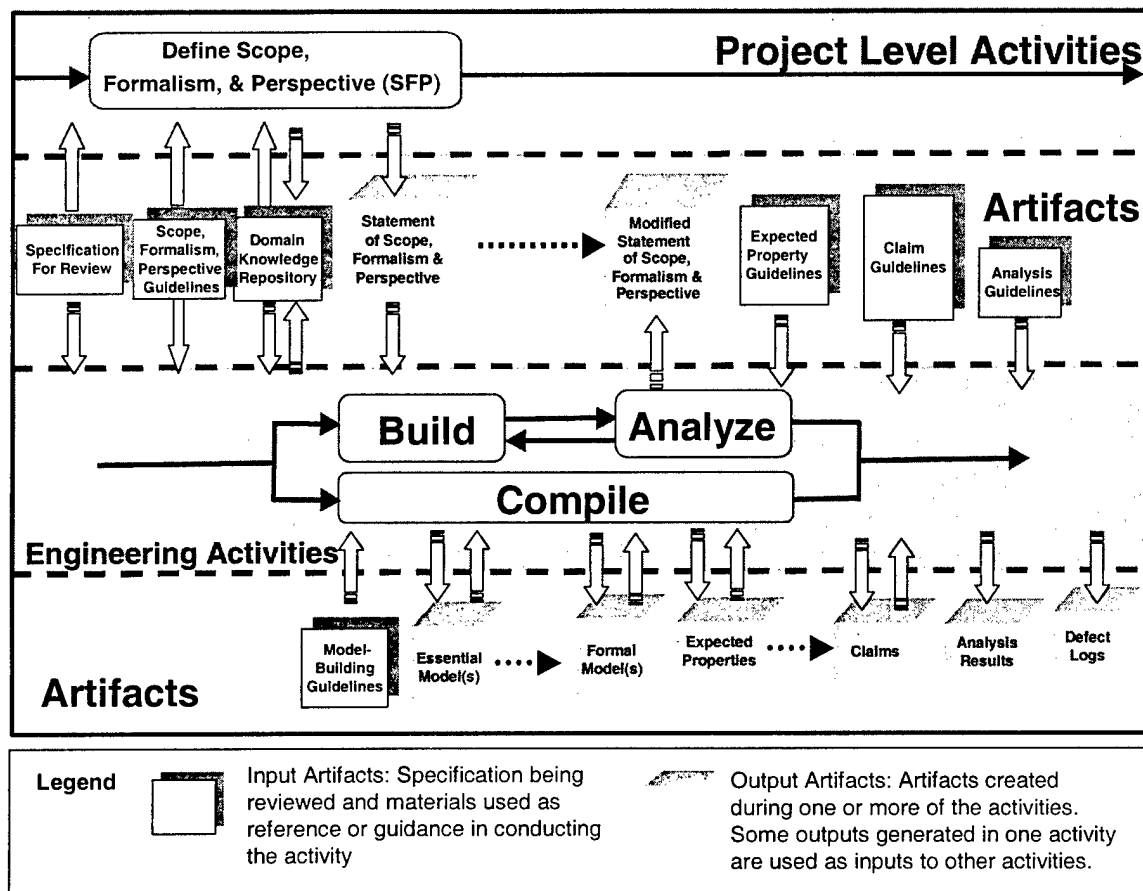 Define Scope,
Formalism, & Perspective (SFP)
Project Level Activities
Specification
For Review
Scope,
Formalism,
Perspective
Guidelines
Domain
Knowledge
Repository
Statement
of Scope,
Formalism &
Perspective
Modified
Statement
of Scope,
Formalism &
Perspective
Expected
Property
Guidelines
Claim
Guidelines
Artifacts
Analysis
Guidelines
Build
Analyze
Compile
Engineering Activities
Artifacts
Model-
Building
Guidelines
Essential
Model(s)
Formal
Model(s)
Expected
Properties
Claims
Analysis
Results
Defect
Logs
Legend
Input Artifacts: Specification being
reviewed and materials used as
reference or guidance in conducting
the activity
Output Artifacts: Artifacts created
during one or more of the activities.
Some outputs generated in one activity
are used as inputs to other activities.